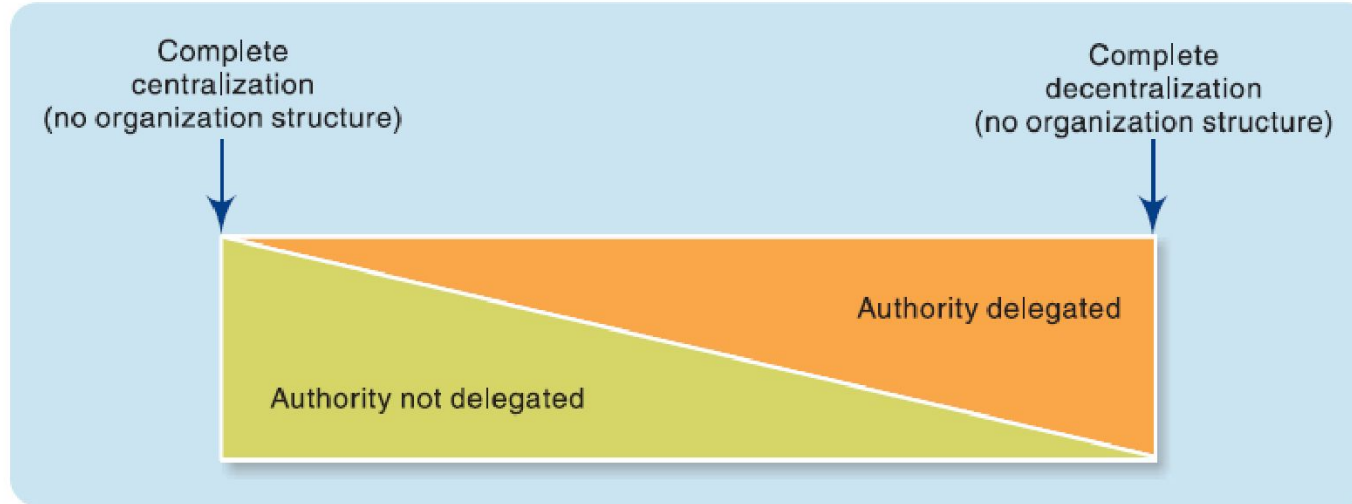 Complete
centralization
(no organization structure)
Complete
decentralization
(no organization structure)
Authority delegated
Authority not delegated